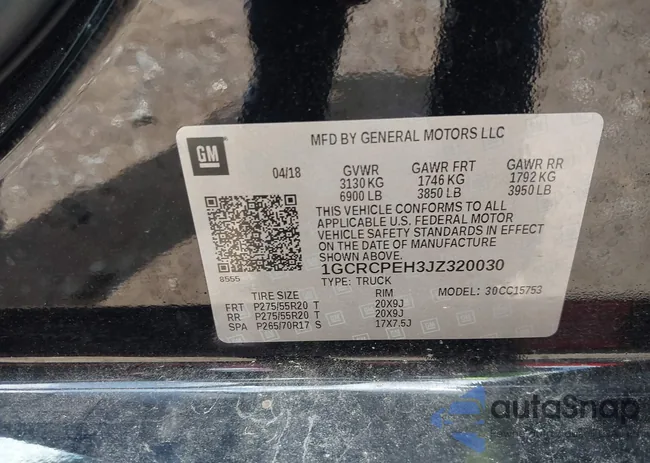 MFD BY GENERAL MOTORS LLC
GM
04/18 GVWR GAWR FRT GAWR RR
3130 KG 1746 KG 1792 KG
6900 LB 3850 LB 3950 LB
THIS VEHICLE CONFORMS TO ALL
APPLICABLE U.S. FEDERAL MOTOR
VEHICLE SAFETY STANDARDS IN EFFECT
ON THE DATE OF MANUFACTURE SHOWN
ABOVE.
1GCRCPEH3JZ320030
8555
TYPE: TRUCK MODEL: 30CC15753
TIRE SIZE RIM
FRT P275/55R20 T 20X9J
RR P275/55R20 T 20X9J
SPA P265/70R17 S 17X7.5J
autoSnap